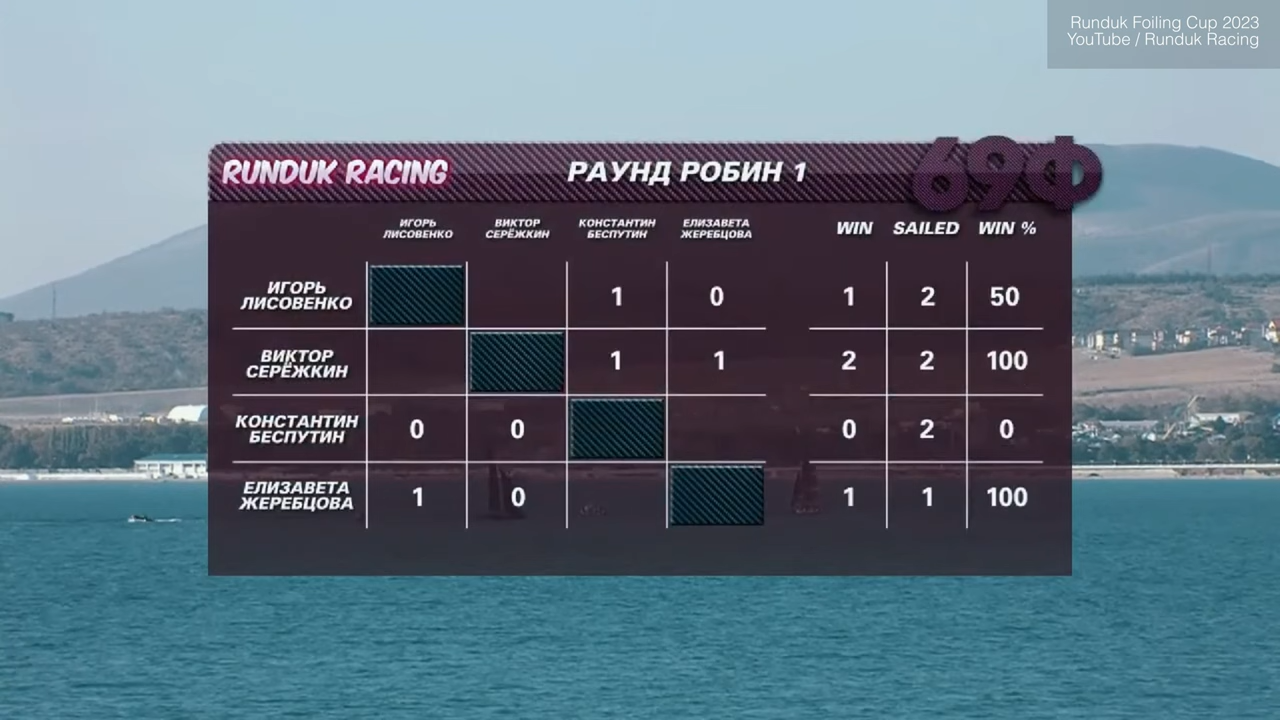 Runduk Foiling Cup 2023
YouTube / Runduk Racing
RUNDUK RACING
РАУНД РОБИН 1
69Ф
ИГОРЬ ЛИСОВЕНКО ВИКТОР СЕРЁЖКИН КОНСТАНТИН БЕСПУТИН ЕЛИЗАВЕТА ЖЕРЕБЦОВА WIN SAILED WIN %
ИГОРЬ ЛИСОВЕНКО 1 0 1 2 50
ВИКТОР СЕРЁЖКИН 1 1 2 2 100
КОНСТАНТИН БЕСПУТИН 0 0 0 2 0
ЕЛИЗАВЕТА ЖЕРЕБЦОВА 1 0 1 1 100